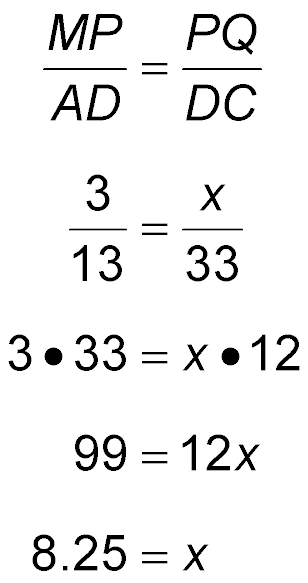 MP/AD = PQ/DC
3/13 = x/33
3 • 33 = x • 12
99 = 12x
8.25 = x